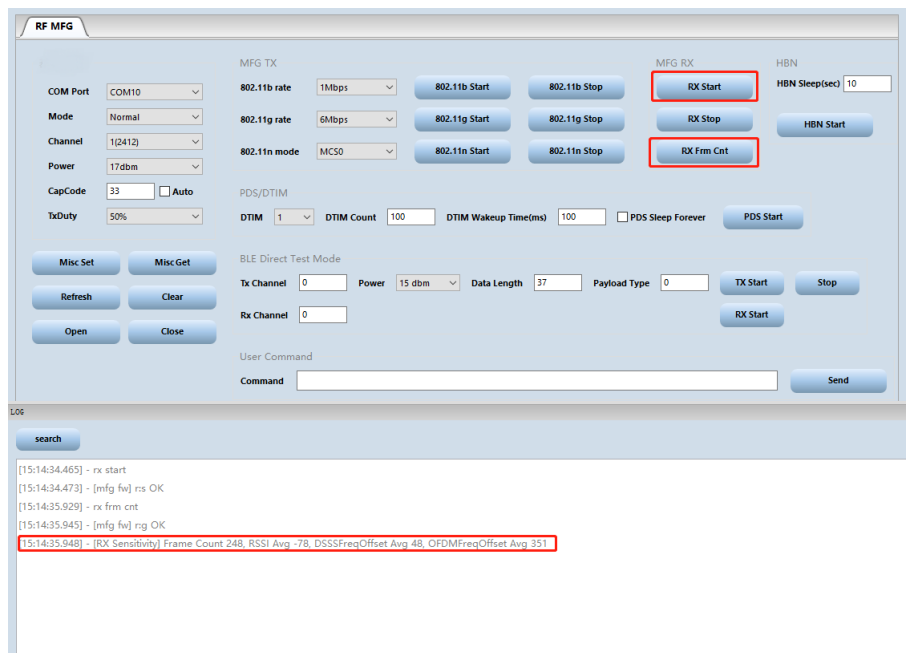 RF MFG
MFG TX
MFG RX
HBN
COM Port COM10
802.11b rate 1Mbps 802.11b Start 802.11b Stop RX Start HBN Sleep(sec) 10
Mode Normal
802.11g rate 6Mbps 802.11g Start 802.11g Stop RX Stop HBN Start
Channel 1(2412)
802.11n mode MCS0 802.11n Start 802.11n Stop RX Frm Cnt
Power 17dbm
CapCode 33 Auto
PDS/DTIM
TxDuty 50%
DTIM 1 DTIM Count 100 DTIM Wakeup Time(ms) 100 PDS Sleep Forever PDS Start
Misc Set Misc Get
BLE Direct Test Mode
Tx Channel 0 Power 15 dbm Data Length 37 Payload Type 0 TX Start Stop
Refresh Clear
Rx Channel 0 RX Start
Open Close
User Command
Command Send
LOG
search
[15:14:34.465] - rx start
[15:14:34.473] - [mfg fw] r:s OK
[15:14:35.929] - rx frm cnt
[15:14:35.945] - [mfg fw] r:g OK
[15:14:35.948] - [RX Sensitivity] Frame Count 248, RSSI Avg -78, DSSSFreqOffset Avg 48, OFDMFreqOffset Avg 351